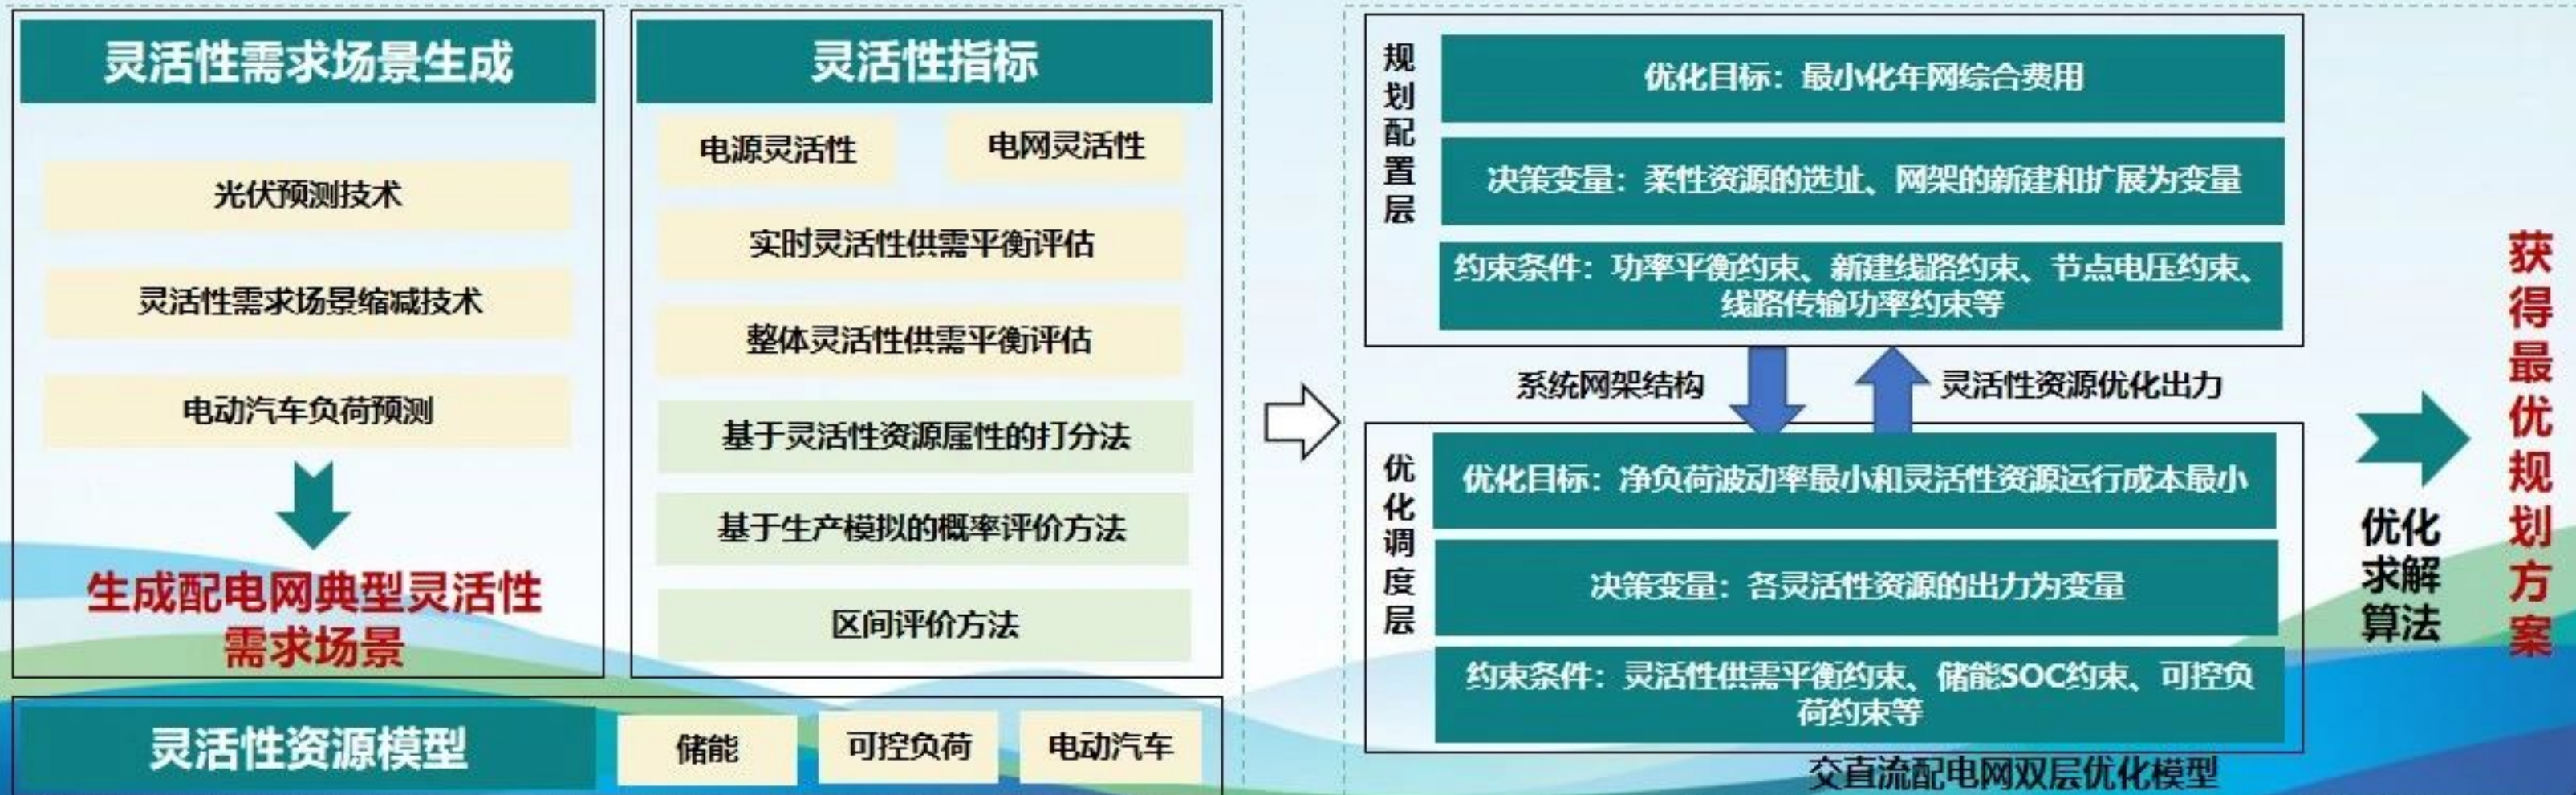 灵活性需求场景生成
光伏预测技术
灵活性需求场景缩减技术
电动汽车负荷预测
生成配电网典型灵活性
需求场景
灵活性指标
电源灵活性
电网灵活性
实时灵活性供需平衡评估
整体灵活性供需平衡评估
基于灵活性资源属性的打分法
基于生产模拟的概率评价方法
区间评价方法
灵活性资源模型
储能
可控负荷
电动汽车
规划配置层
优化目标：最小化年网综合费用
决策变量：柔性资源的选址、网架的新建和扩展为变量
约束条件：功率平衡约束、新建线路约束、节点电压约束、
线路传输功率约束等
系统网架结构
灵活性资源优化出力
优化调度层
优化目标：净负荷波动率最小和灵活性资源运行成本最小
决策变量：各灵活性资源的出力为变量
约束条件：灵活性供需平衡约束、储能SOC约束、可控负
荷约束等
交直流配电网双层优化模型
优化
求解
算法
获得最优规划方案